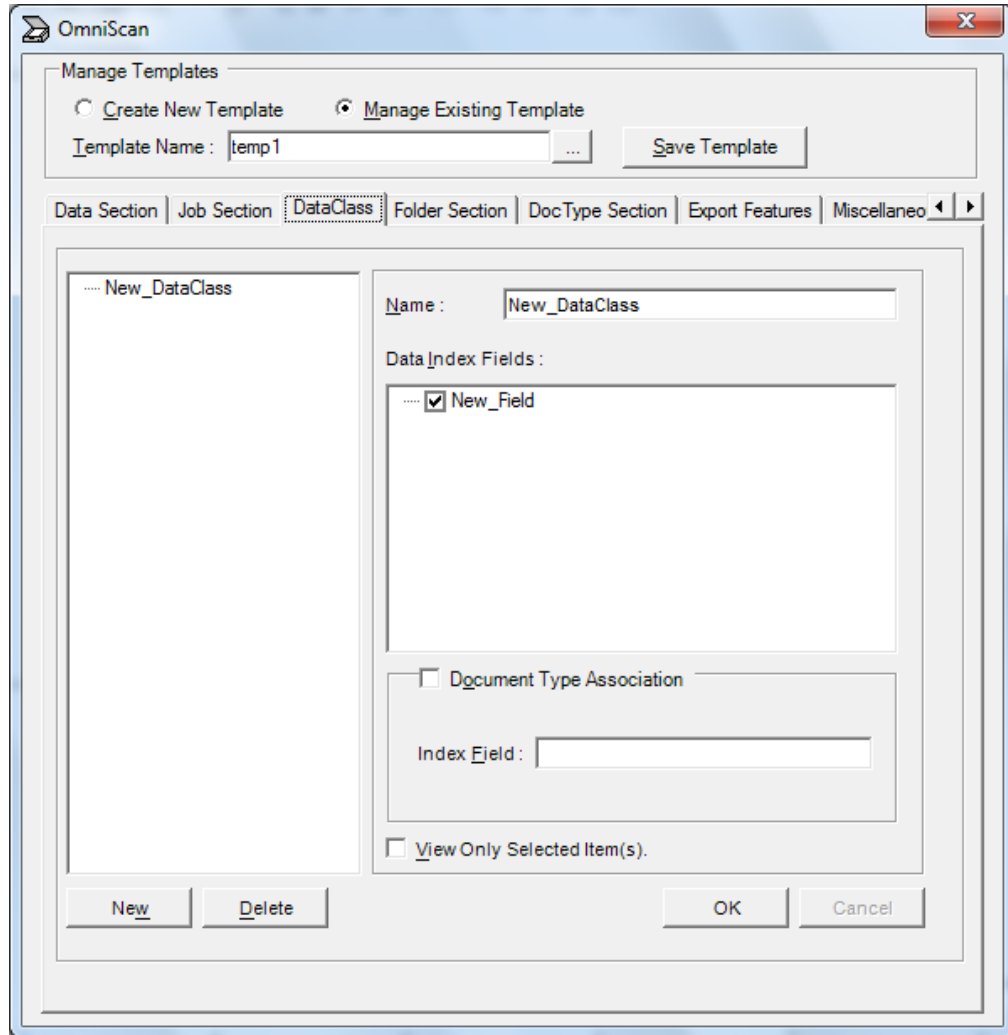 OmniScan
Manage Templates
Create New Template Manage Existing Template
Template Name : temp1 ... Save Template
Data Section Job Section DataClass Folder Section DocType Section Export Features Miscellaneo
New_DataClass
Name : New_DataClass
Data Index Fields :
New_Field
Document Type Association
Index Field :
View Only Selected Item(s).
New Delete OK Cancel